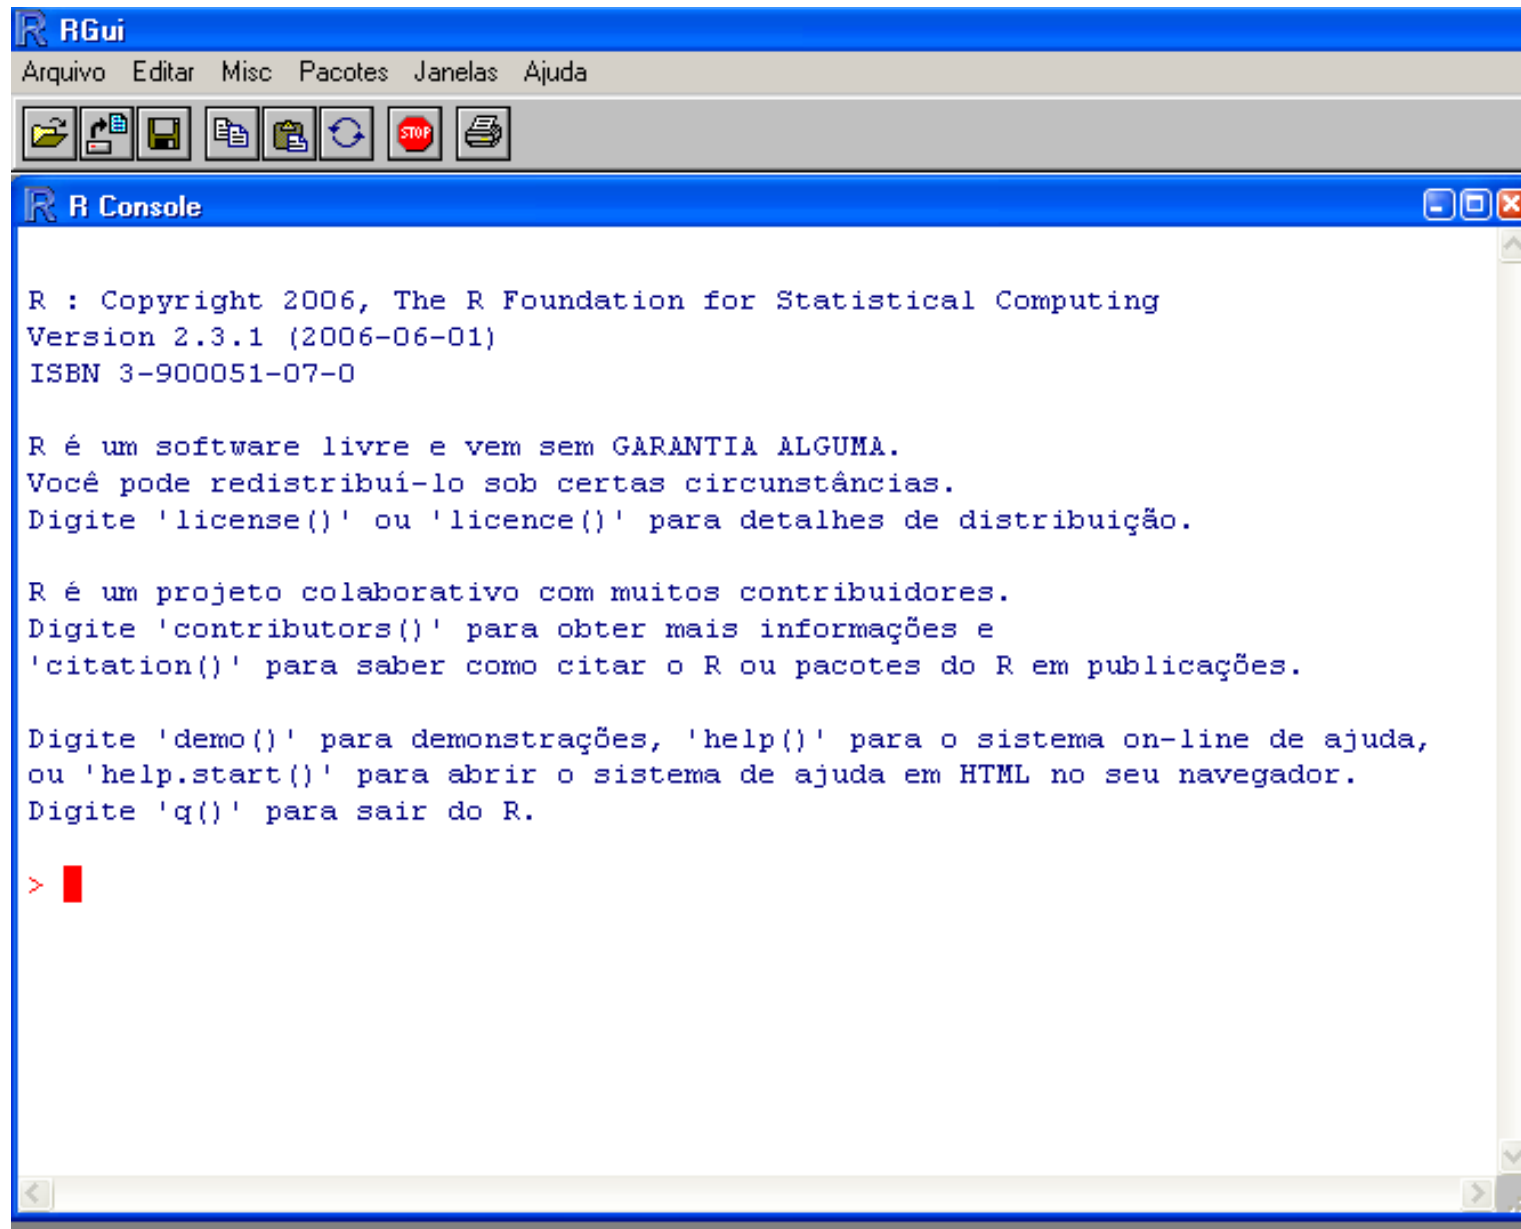 RGui
Arquivo Editar Misc Pacotes Janelas Ajuda
STOP
R Console
R : Copyright 2006, The R Foundation for Statistical Computing
Version 2.3.1 (2006-06-01)
ISBN 3-900051-07-0
R é um software livre e vem sem GARANTIA ALGUMA.
Você pode redistribuí-lo sob certas circunstâncias.
Digite 'license()' ou 'licence()' para detalhes de distribuição.
R é um projeto colaborativo com muitos contribuidores.
Digite 'contributors()' para obter mais informações e
'citation()' para saber como citar o R ou pacotes do R em publicações.
Digite 'demo()' para demonstrações, 'help()' para o sistema on-line de ajuda,
ou 'help.start()' para abrir o sistema de ajuda em HTML no seu navegador.
Digite 'q()' para sair do R.
>